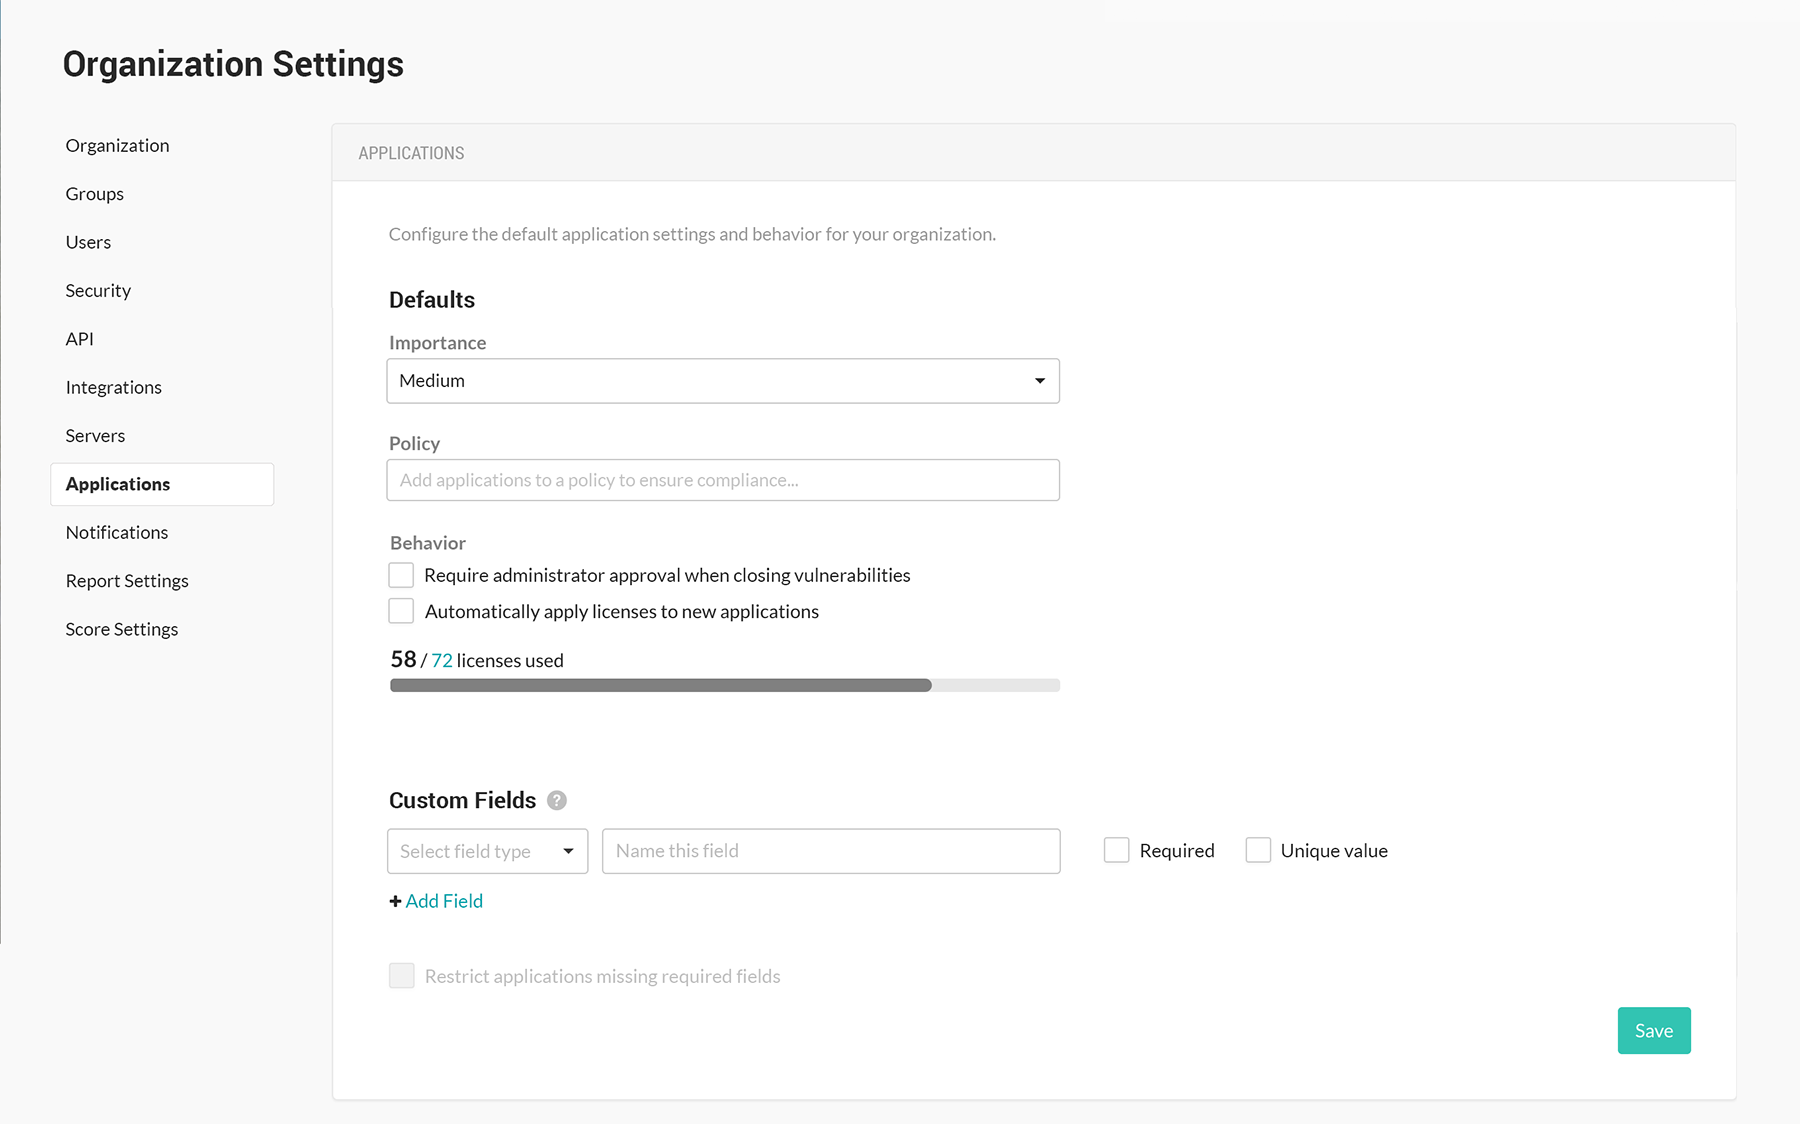 Organization Settings
Organization
Groups
Users
Security
API
Integrations
Servers
Applications
Notifications
Report Settings
Score Settings
APPLICATIONS
Configure the default application settings and behavior for your organization.
Defaults
Importance
Medium
Policy
Add applications to a policy to ensure compliance...
Behavior
Require administrator approval when closing vulnerabilities
Automatically apply licenses to new applications
58 / 72 licenses used
Custom Fields ?
Select field type Name this field Required Unique value
+ Add Field
Restrict applications missing required fields
Save